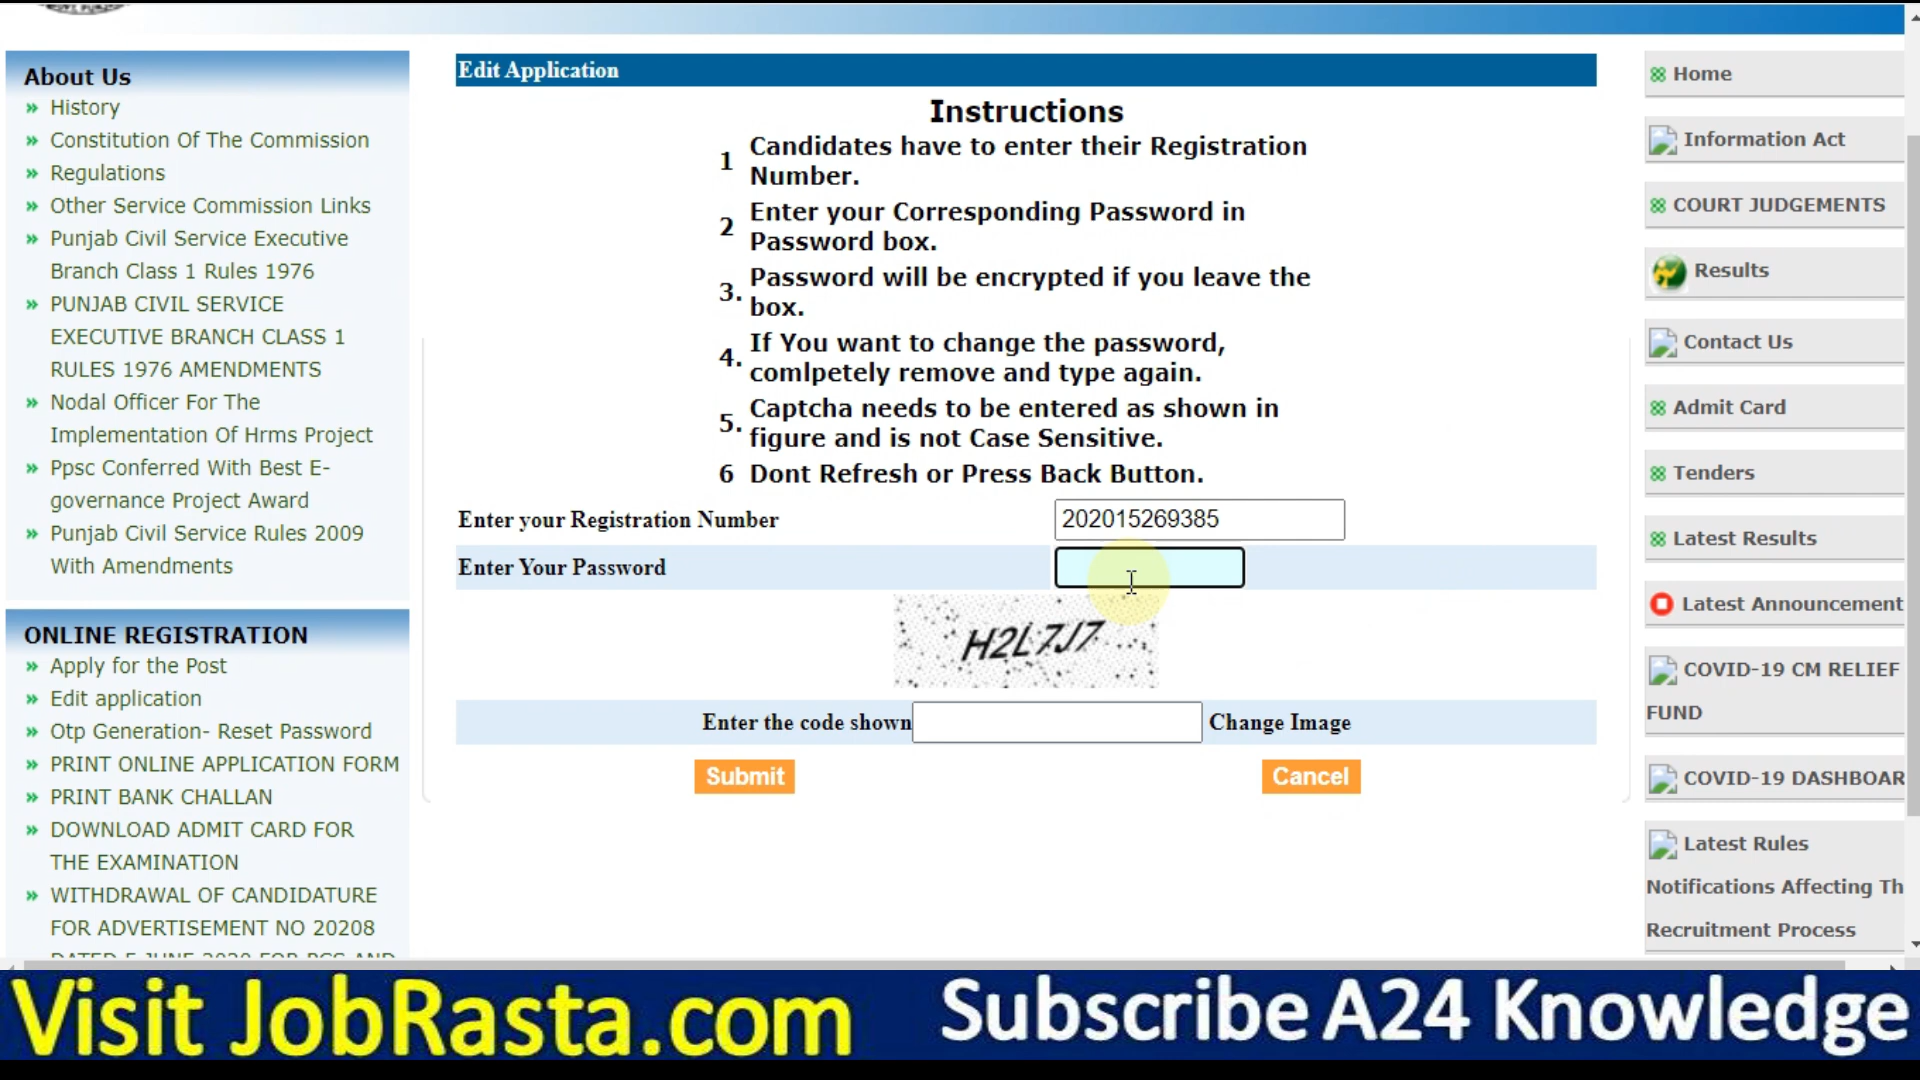 About Us
History
Constitution Of The Commission
Regulations
Other Service Commission Links
Punjab Civil Service Executive
Branch Class 1 Rules 1976
PUNJAB CIVIL SERVICE
EXECUTIVE BRANCH CLASS 1
RULES 1976 AMENDMENTS
Nodal Officer For The
Implementation Of Hrms Project
Ppsc Conferred With Best E-
governance Project Award
Punjab Civil Service Rules 2009
With Amendments
ONLINE REGISTRATION
Apply for the Post
Edit application
Otp Generation- Reset Password
PRINT ONLINE APPLICATION FORM
PRINT BANK CHALLAN
DOWNLOAD ADMIT CARD FOR
THE EXAMINATION
WITHDRAWAL OF CANDIDATURE
FOR ADVERTISEMENT NO 20208
DATED 5 JUNE 2020 FOR PCS AND
Edit Application
Instructions
1 Candidates have to enter their Registration
Number.
2 Enter your Corresponding Password in
Password box.
3. Password will be encrypted if you leave the
box.
4. If You want to change the password,
comlpetely remove and type again.
5. Captcha needs to be entered as shown in
figure and is not Case Sensitive.
6 Dont Refresh or Press Back Button.
Enter your Registration Number 202015269385
Enter Your Password
H2L7J7
Enter the code shown Change Image
Submit Cancel
Home
Information Act
COURT JUDGEMENTS
Results
Contact Us
Admit Card
Tenders
Latest Results
Latest Announcement
COVID-19 CM RELIEF
FUND
COVID-19 DASHBOAR
Latest Rules
Notifications Affecting Th
Recruitment Process
Visit JobRasta.com Subscribe A24 Knowledge